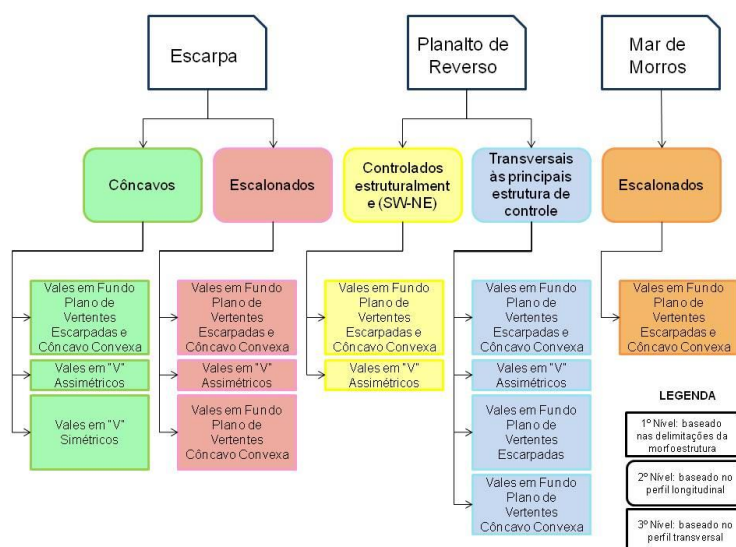 Escarpa
Planalto de
Reverso
Mar de
Morros
Côncavos
Escalonados
Controlados
estruturalment
e (SW-NE)
Transversais
às principais
estrutura de
controle
Escalonados
Vales em Fundo
Plano de
Vertentes
Escarpadas e
Côncavo Convexa
Vales em "V"
Assimétricos
Vales em "V"
Simétricos
Vales em Fundo
Plano de
Vertentes
Escarpadas e
Côncavo Convexa
Vales em "V"
Assimétricos
Vales em Fundo
Plano de
Vertentes
Côncavo Convexa
Vales em Fundo
Plano de
Vertentes
Escarpadas e
Côncavo Convexa
Vales em "V"
Assimétricos
Vales em Fundo
Plano de
Vertentes
Escarpadas e
Côncavo Convexa
Vales em "V"
Assimétricos
Vales em Fundo
Plano de
Vertentes
Escarpadas
Vales em Fundo
Plano de
Vertentes
Côncavo Convexa
Vales em Fundo
Plano de
Vertentes
Escarpadas e
Côncavo Convexa
LEGENDA
1º Nível: baseado
nas delimitações da
morfoestrutura
2º Nível: baseado no
perfil longitudinal
3º Nível: baseado no
perfil transversal